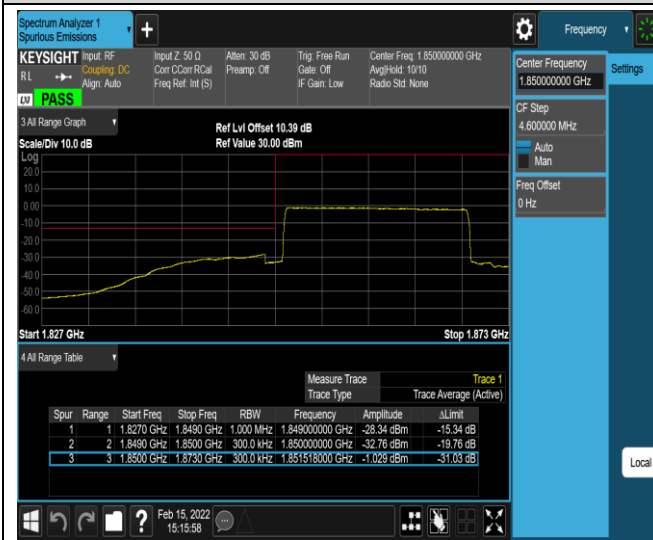 Spectrum Analyzer 1
Spurious Emissions
Frequency
KEYSIGHT
Input: RF
Input Z: 50 Ω
Atten: 30 dB
Trig: Free Run
Center Freq: 1.850000000 GHz
RL
Coupling: DC
Corr CCorr RCal
Preamp: Off
Gate: Off
Avg|Hold: 10/10
Align: Auto
Freq Ref: Int (S)
IF Gain: Low
Radio Std: None
LXI
PASS
Center Frequency
1.850000000 GHz
Settings
CF Step
4.600000 MHz
Auto
Man
Freq Offset
0 Hz
3 All Range Graph
Ref Lvl Offset 10.39 dB
Scale/Div 10.0 dB
Ref Value 30.00 dBm
Log
20.0
10.0
0.00
-10.0
-20.0
-30.0
-40.0
-50.0
-60.0
Start 1.827 GHz
Stop 1.873 GHz
4 All Range Table
Measure Trace
Trace 1
Trace Type
Trace Average (Active)
Spur Range Start Freq Stop Freq RBW Frequency Amplitude ΔLimit
1 1 1.8270 GHz 1.8490 GHz 1.000 MHz 1.849000000 GHz -28.34 dBm -15.34 dB
2 2 1.8490 GHz 1.8500 GHz 300.0 kHz 1.850000000 GHz -32.76 dBm -19.76 dB
3 3 1.8500 GHz 1.8730 GHz 300.0 kHz 1.851518000 GHz -1.029 dBm -31.03 dB
Local
Feb 15, 2022
15:15:58